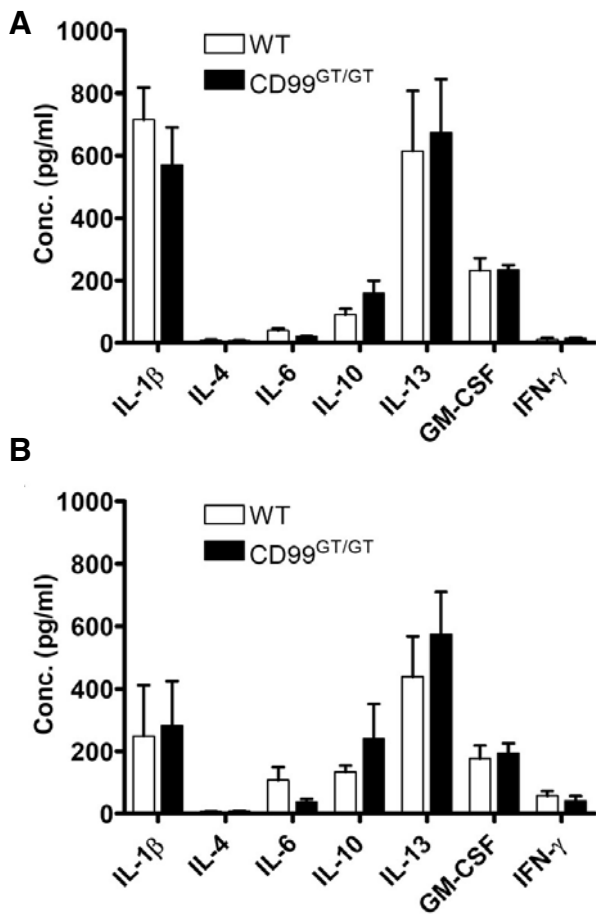 A
1000
800
600
400
200
0
Conc. (pg/ml)
WT
CD99GT/GT
IL-1β
IL-4
IL-6
IL-10
IL-13
GM-CSF
IFN-γ
B
1000
800
600
400
200
0
Conc. (pg/ml)
WT
CD99GT/GT
IL-1β
IL-4
IL-6
IL-10
IL-13
GM-CSF
IFN-γ